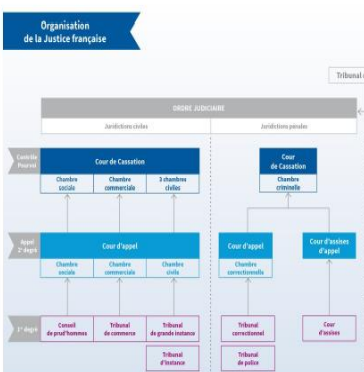 Organisation
de la Justice française
Tribunal
ORDRE JUDICIAIRE
Juridictions civiles
Juridictions pénales
Contrôle
Pourvoi
Cour de Cassation
Cour
de Cassation
Chambre
sociale
Chambre
commerciale
3 chambres
civiles
Chambre
criminelle
Appel
2e degré
Cour d'appel
Cour d'appel
Cour d'assises
d'appel
Chambre
sociale
Chambre
commerciale
Chambre
civile
Chambre
correctionnelle
1er degré
Conseil
de prud'hommes
Tribunal
de commerce
Tribunal
de grande instance
Tribunal
correctionnel
Cour
d'assises
Tribunal
d'instance
Tribunal
de police